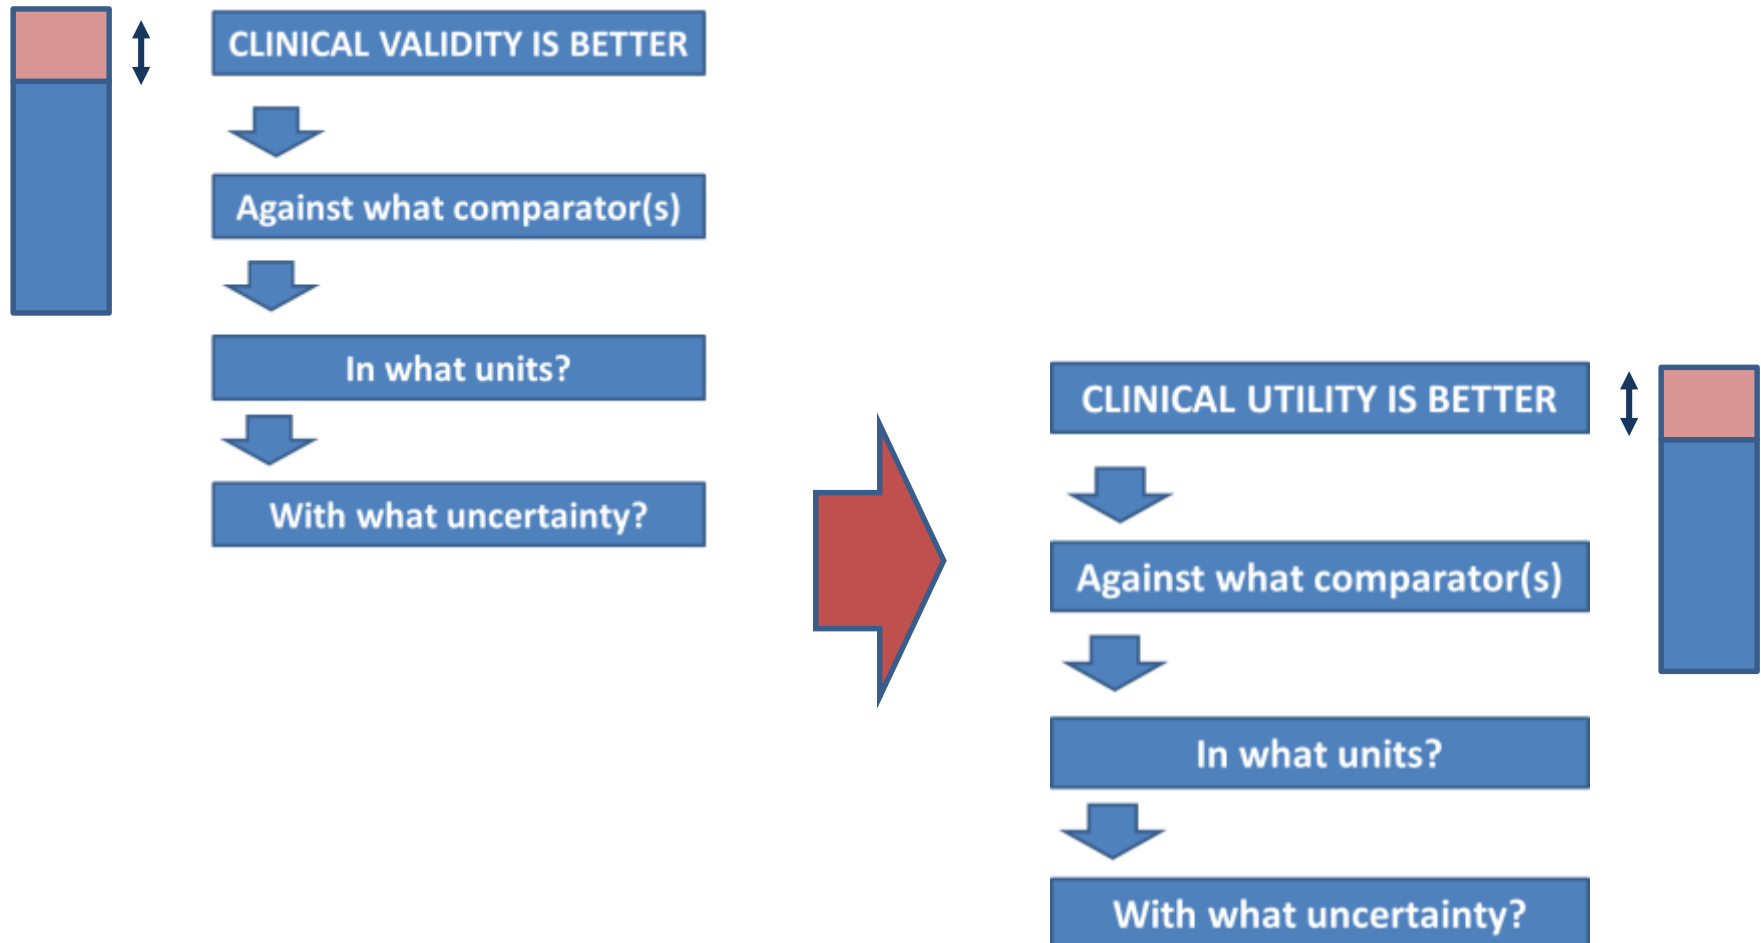 CLINICAL VALIDITY IS BETTER
Against what comparator(s)
In what units?
With what uncertainty?
CLINICAL UTILITY IS BETTER
Against what comparator(s)
In what units?
With what uncertainty?